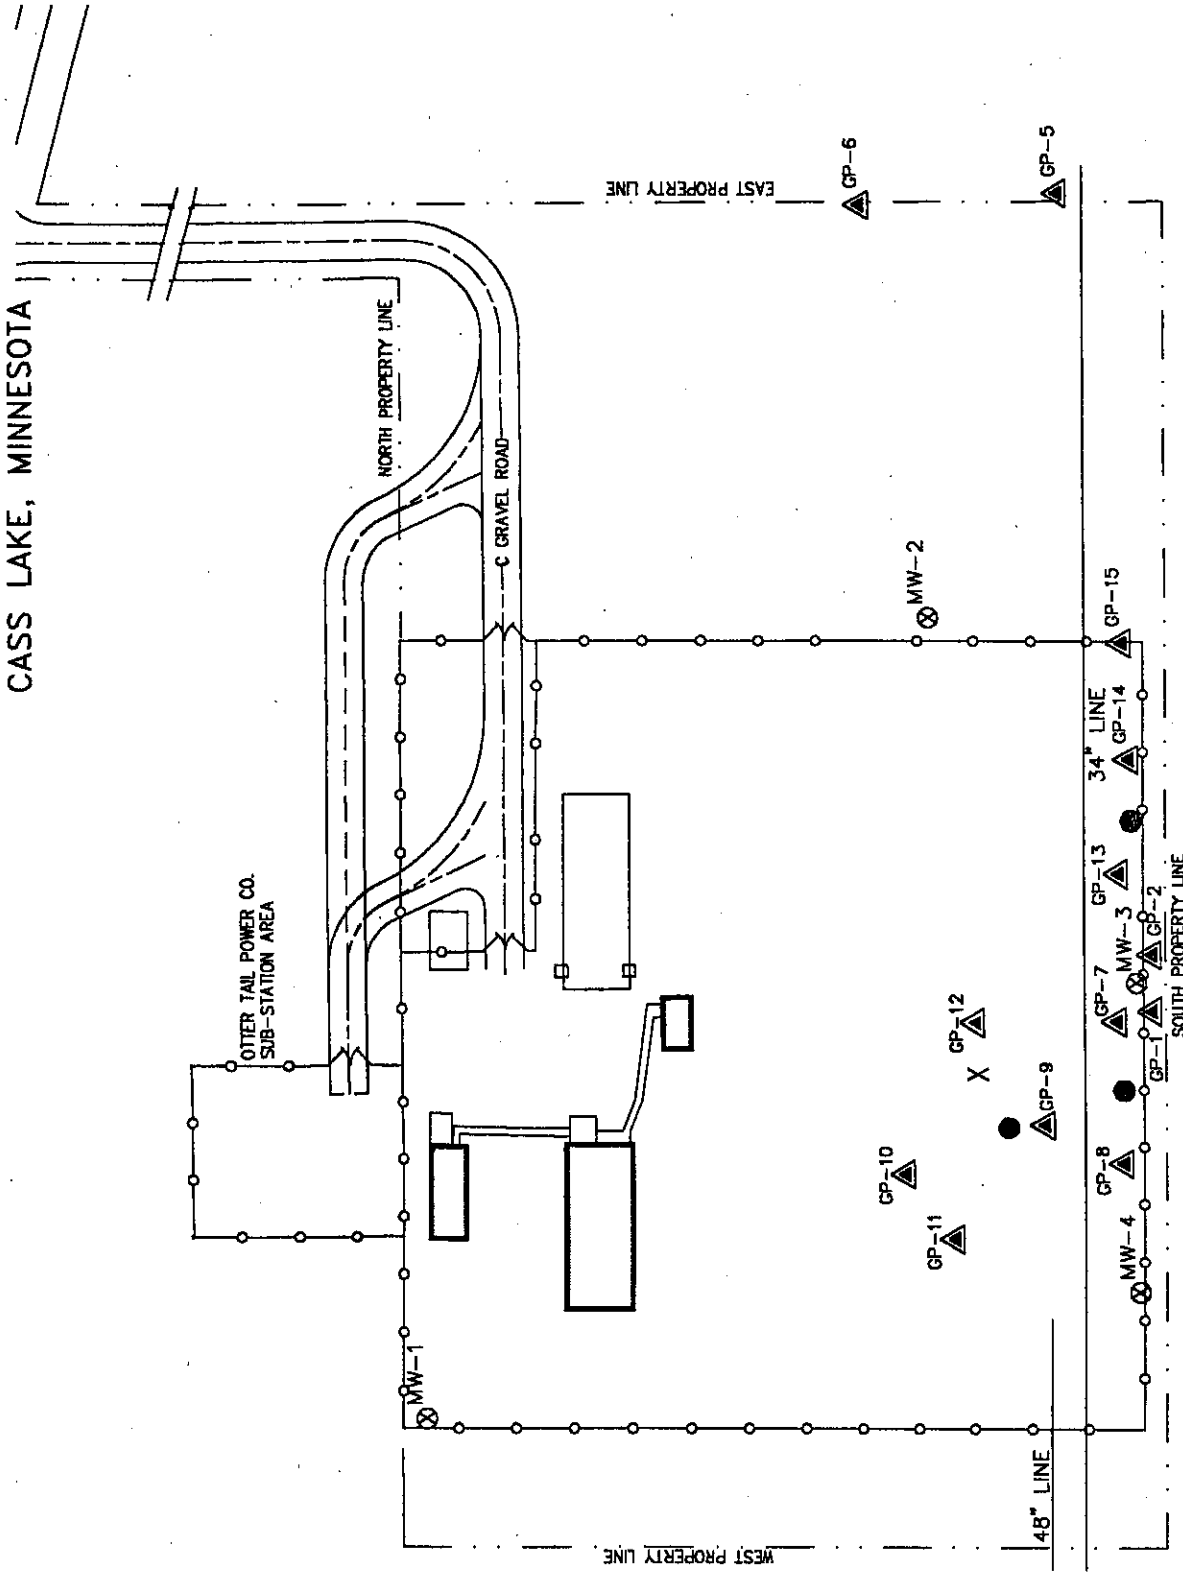 CASS LAKE, MINNESOTA
OTTER TAIL POWER CO.
SUB-STATION AREA
NORTH PROPERTY LINE
EAST PROPERTY LINE
C GRAVEL ROAD
GP-6
GP-5
MW-1
MW-2
GP-15
34" LINE
GP-14
GP-13
GP-12
X
GP-10
GP-11
GP-9
GP-7
MW-3
GP-2
GP-1
GP-8
MW-4
48" LINE
SOUTH PROPERTY LINE
WEST PROPERTY LINE